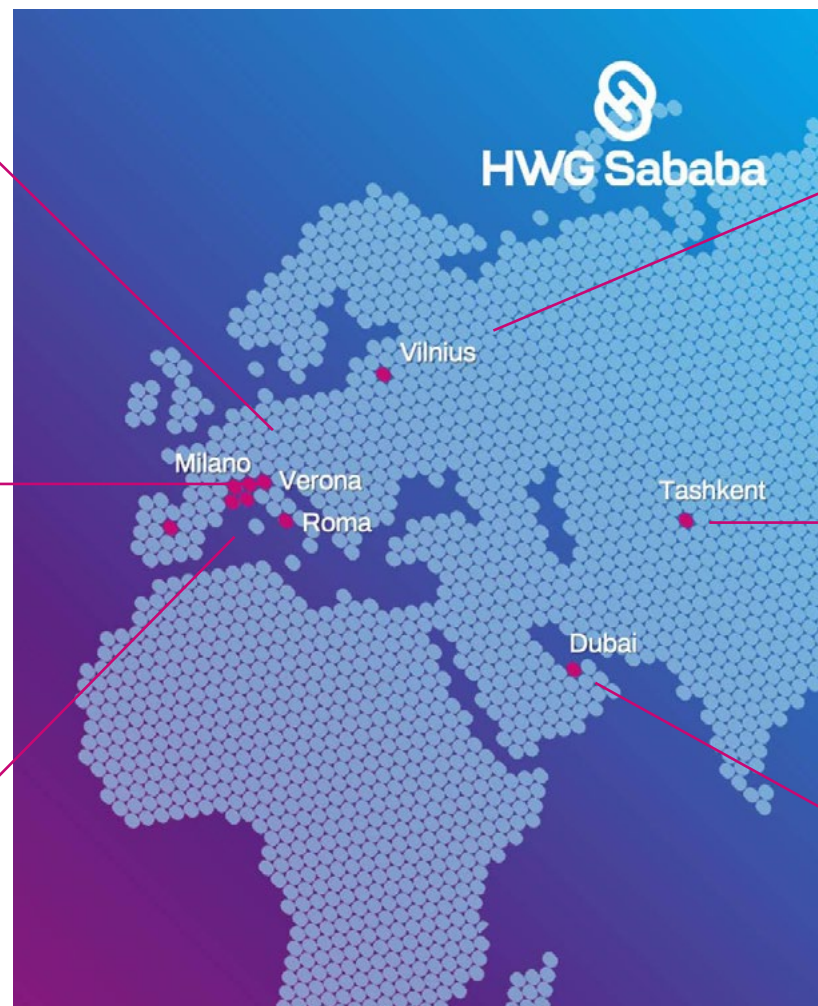 HWG Sababa
Vilnius
Milano
Verona
Roma
Tashkent
Dubai